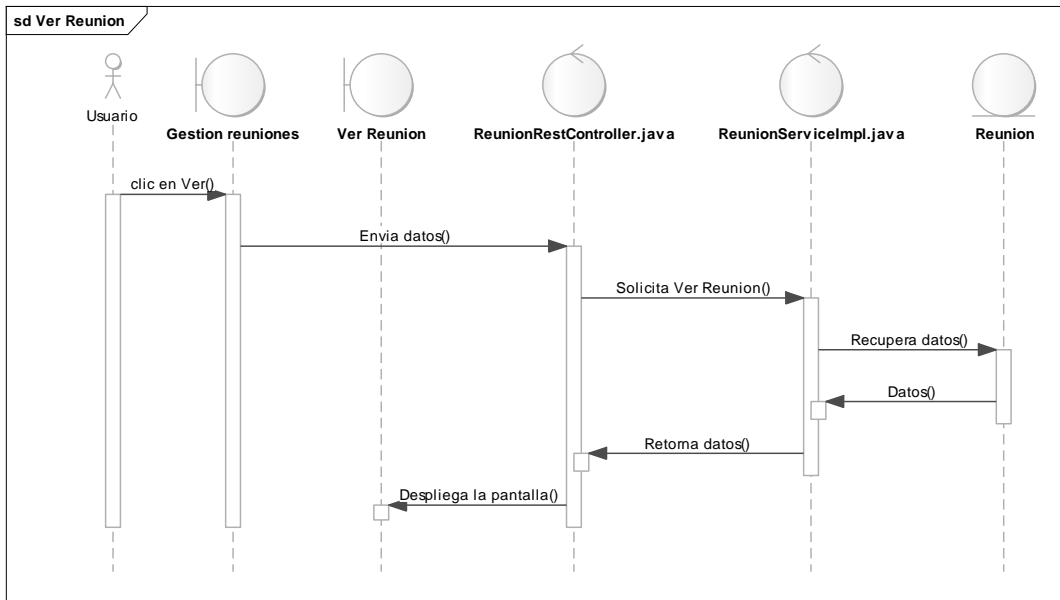 sd Ver Reunion
Usuario
Gestion reuniones
Ver Reunion
ReunionRestController.java
ReunionServiceImpl.java
Reunion
clic en Ver()
Envia datos()
Solicita Ver Reunion()
Recupera datos()
Datos()
Retorna datos()
Despliega la pantalla()